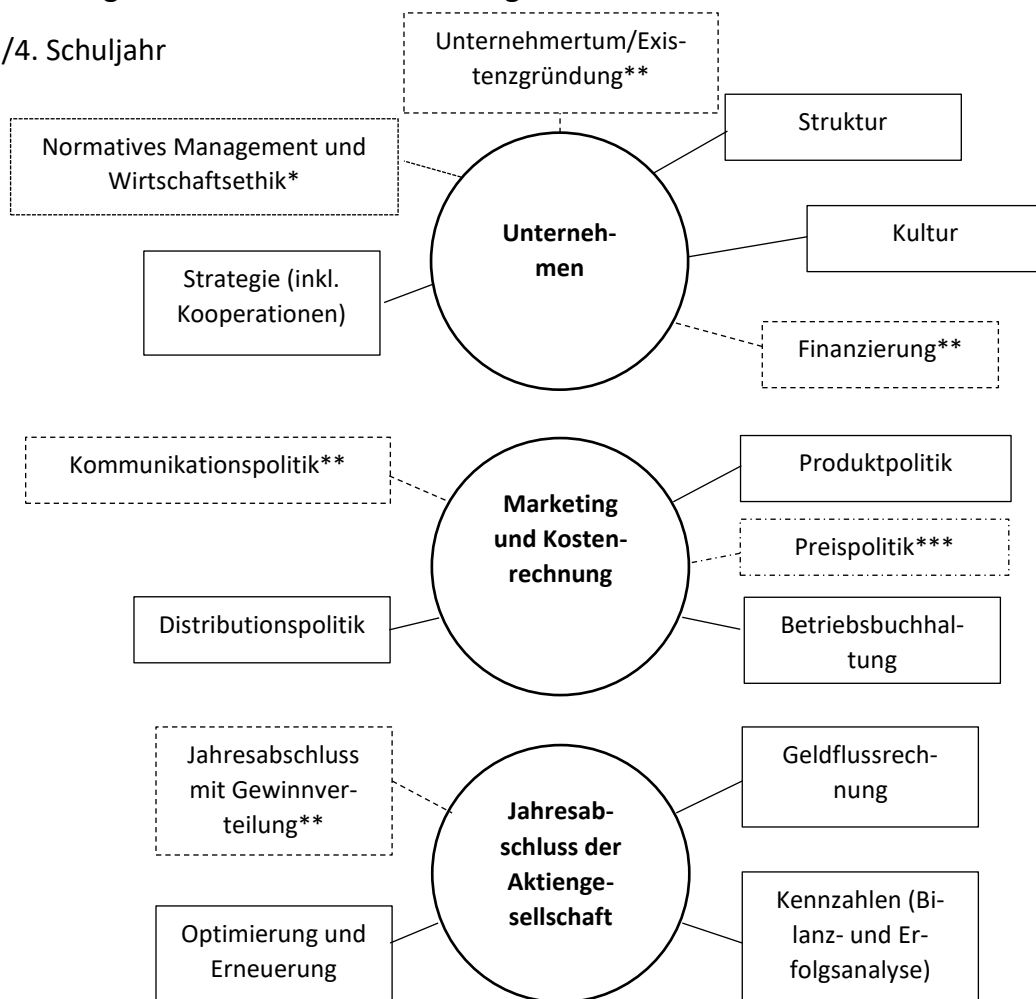 /4. Schuljahr
Unternehmertum/Exis-
tenzgründung**
Struktur
Normatives Management und
Wirtschaftsethik*
Unterneh-
men
Kultur
Strategie (inkl.
Kooperationen)
Finanzierung**
Kommunikationspolitik**
Produktpolitik
Marketing
und Kosten-
rechnung
Preispolitik***
Distributionspolitik
Betriebsbuchhal-
tung
Jahresabschluss
mit Gewinnver-
teilung**
Geldflussrech-
nung
Jahresab-
schluss der
Aktienge-
sellschaft
Optimierung und
Erneuerung
Kennzahlen (Bi-
lanz- und Er-
folgsanalyse)